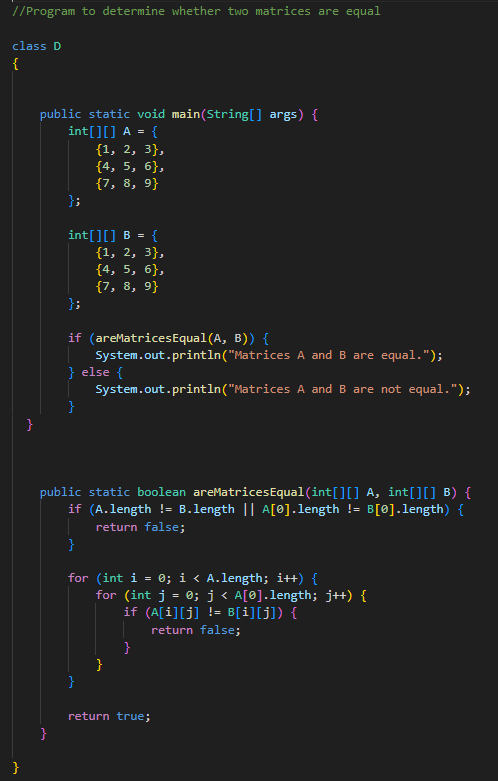 //Program to determine whether two matrices are equal
class D
{
public static void main(String[] args) {
int[][] A = {
{1, 2, 3},
{4, 5, 6},
{7, 8, 9}
};
int[][] B = {
{1, 2, 3},
{4, 5, 6},
{7, 8, 9}
};
if (areMatricesEqual(A, B)) {
System.out.println("Matrices A and B are equal.");
} else {
System.out.println("Matrices A and B are not equal.");
}
}
public static boolean areMatricesEqual(int[][] A, int[][] B) {
if (A.length != B.length || A[0].length != B[0].length) {
return false;
}
for (int i = 0; i < A.length; i++) {
for (int j = 0; j < A[0].length; j++) {
if (A[i][j] != B[i][j]) {
return false;
}
}
}
return true;
}
}